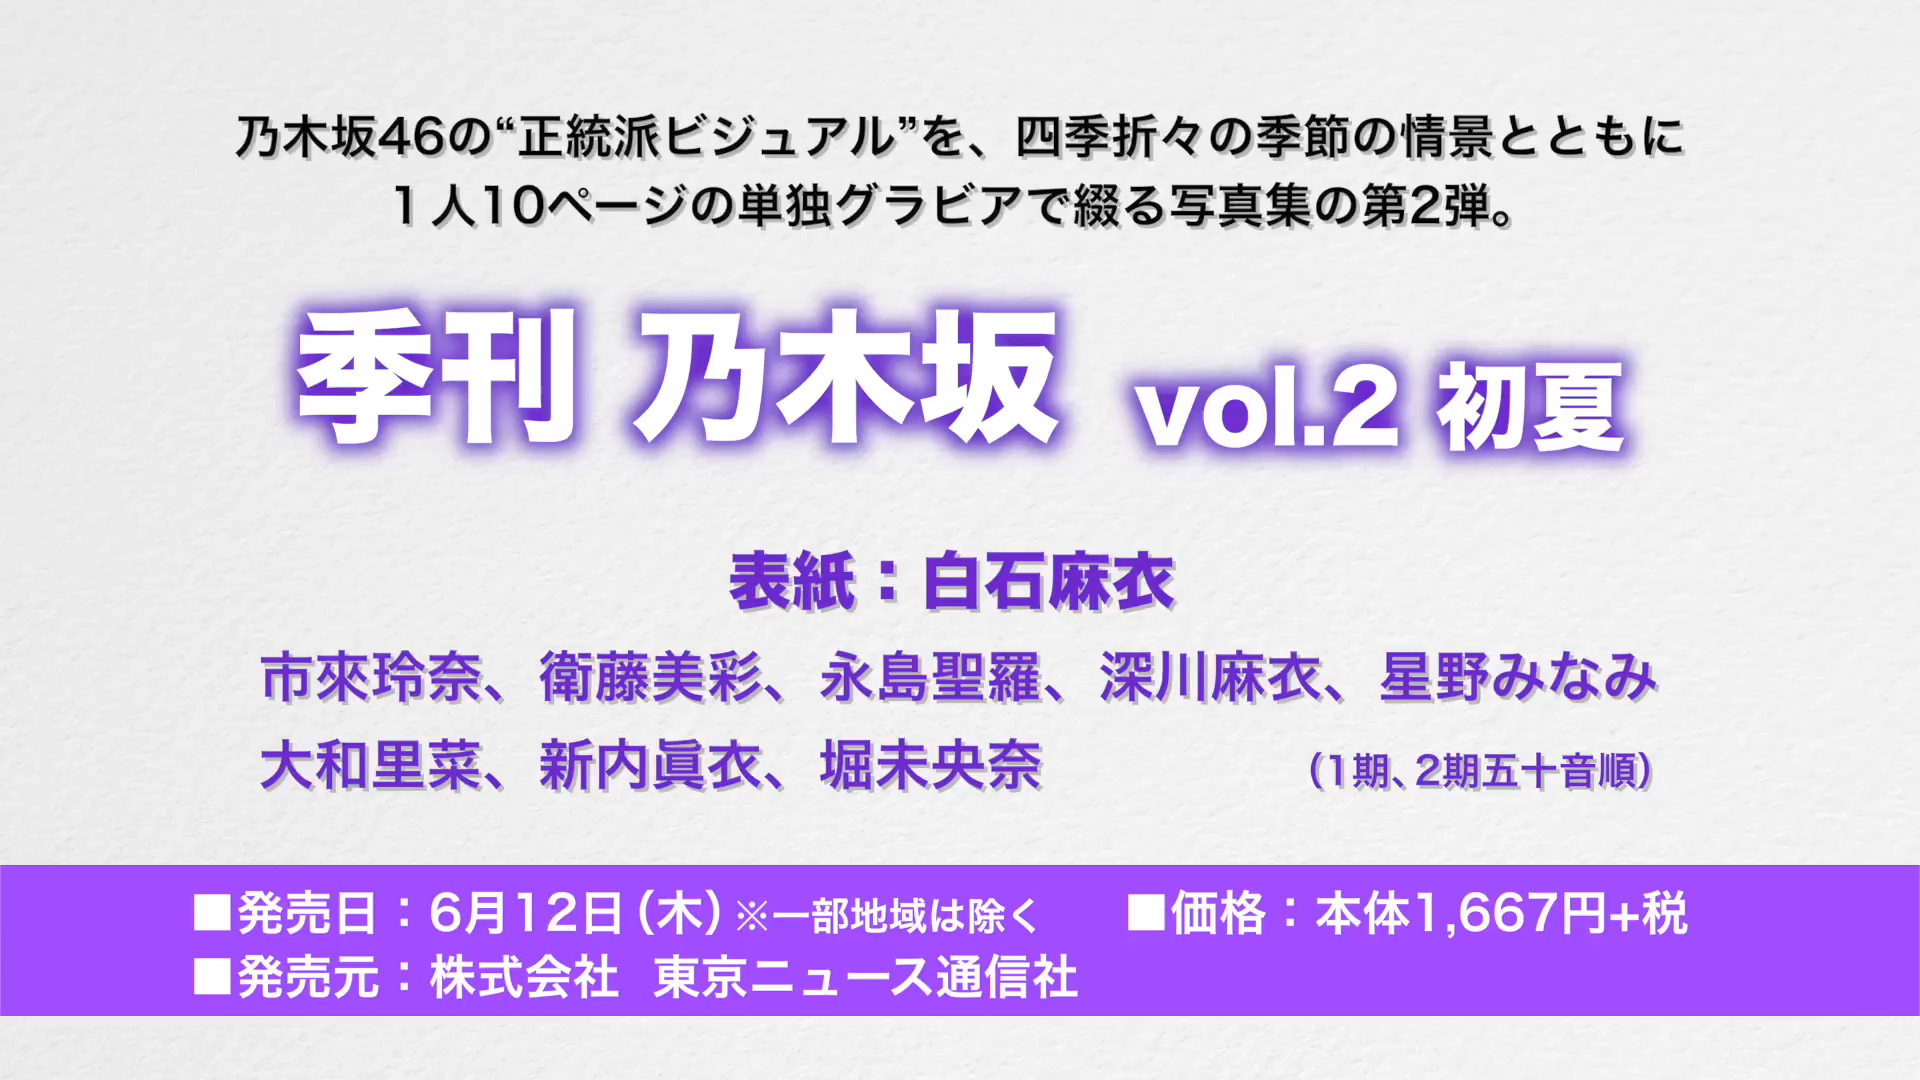 乃木坂46の“正統派ビジュアル”を、四季折々の季節の情景とともに
１人10ページの単独グラビアで綴る写真集の第2弾。
季刊 乃木坂 vol.2 初夏
表紙：白石麻衣
市來玲奈、衛藤美彩、永島聖羅、深川麻衣、星野みなみ
大和里菜、新内眞衣、堀未央奈 （1期、2期五十音順）
■発売日：6月12日（木）※一部地域は除く ■価格：本体1,667円+税
■発売元：株式会社 東京ニュース通信社